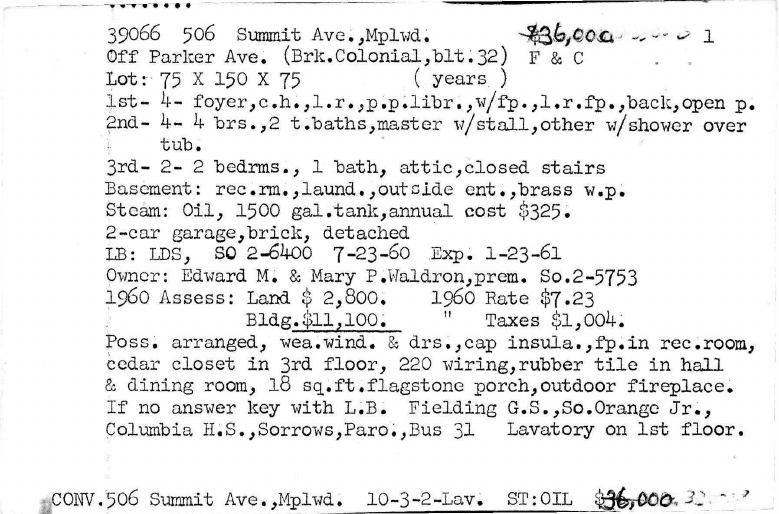 39066 506 Summit Ave.,Mplwd. $36,000 1
Off Parker Ave. (Brk.Colonial,blt.32) F & C
Lot: 75 X 150 X 75 ( years )
1st- 4- foyer,c.h.,l.r.,p.p.libr.,w/fp.,l.r.fp.,back,open p.
2nd- 4- 4 brs.,2 t.baths,master w/stall,other w/shower over
tub.
3rd- 2- 2 bedrms., 1 bath, attic,closed stairs
Basement: rec.rm.,laund.,outside ent.,brass w.p.
Steam: Oil, 1500 gal.tank,annual cost $325.
2-car garage,brick, detached
LB: LDS, SO 2-6400 7-23-60 Exp. 1-23-61
Owner: Edward M. & Mary P.Waldron,prem. So.2-5753
1960 Assess: Land $ 2,800. 1960 Rate $7.23
Bldg.$11,100. " Taxes $1,004.
Poss. arranged, wea.wind. & drs.,cap insula.,fp.in rec.room,
cedar closet in 3rd floor, 220 wiring,rubber tile in hall
& dining room, 18 sq.ft.flagstone porch,outdoor fireplace.
If no answer key with L.B. Fielding G.S.,So.Orange Jr.,
Columbia H.S.,Sorrows,Paro.,Bus 31 Lavatory on 1st floor.
CONV.506 Summit Ave.,Mplwd. 10-3-2-Lav. ST:OIL $36,000.